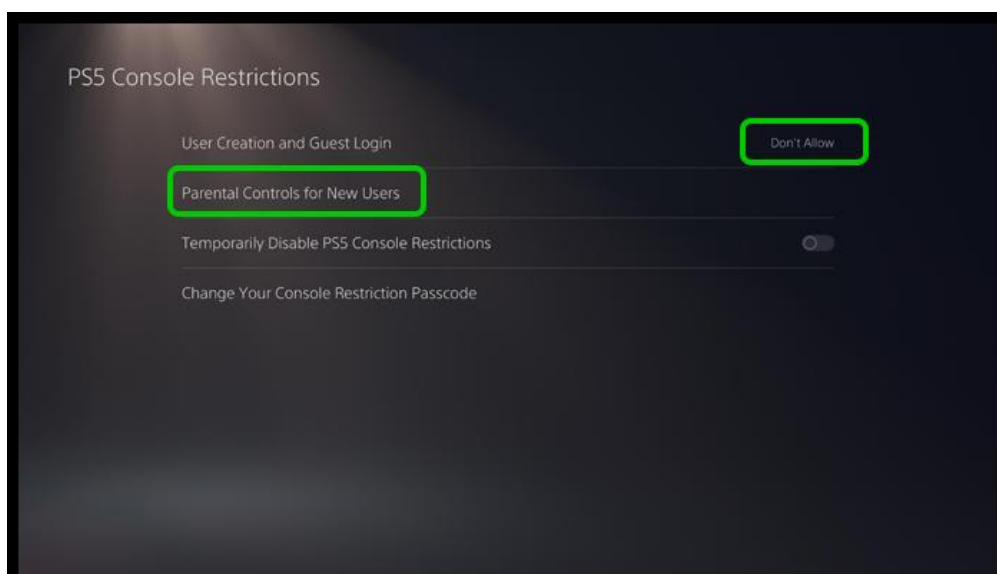 PS5 Console Restrictions
User Creation and Guest Login Don't Allow
Parental Controls for New Users
Temporarily Disable PS5 Console Restrictions
Change Your Console Restriction Passcode